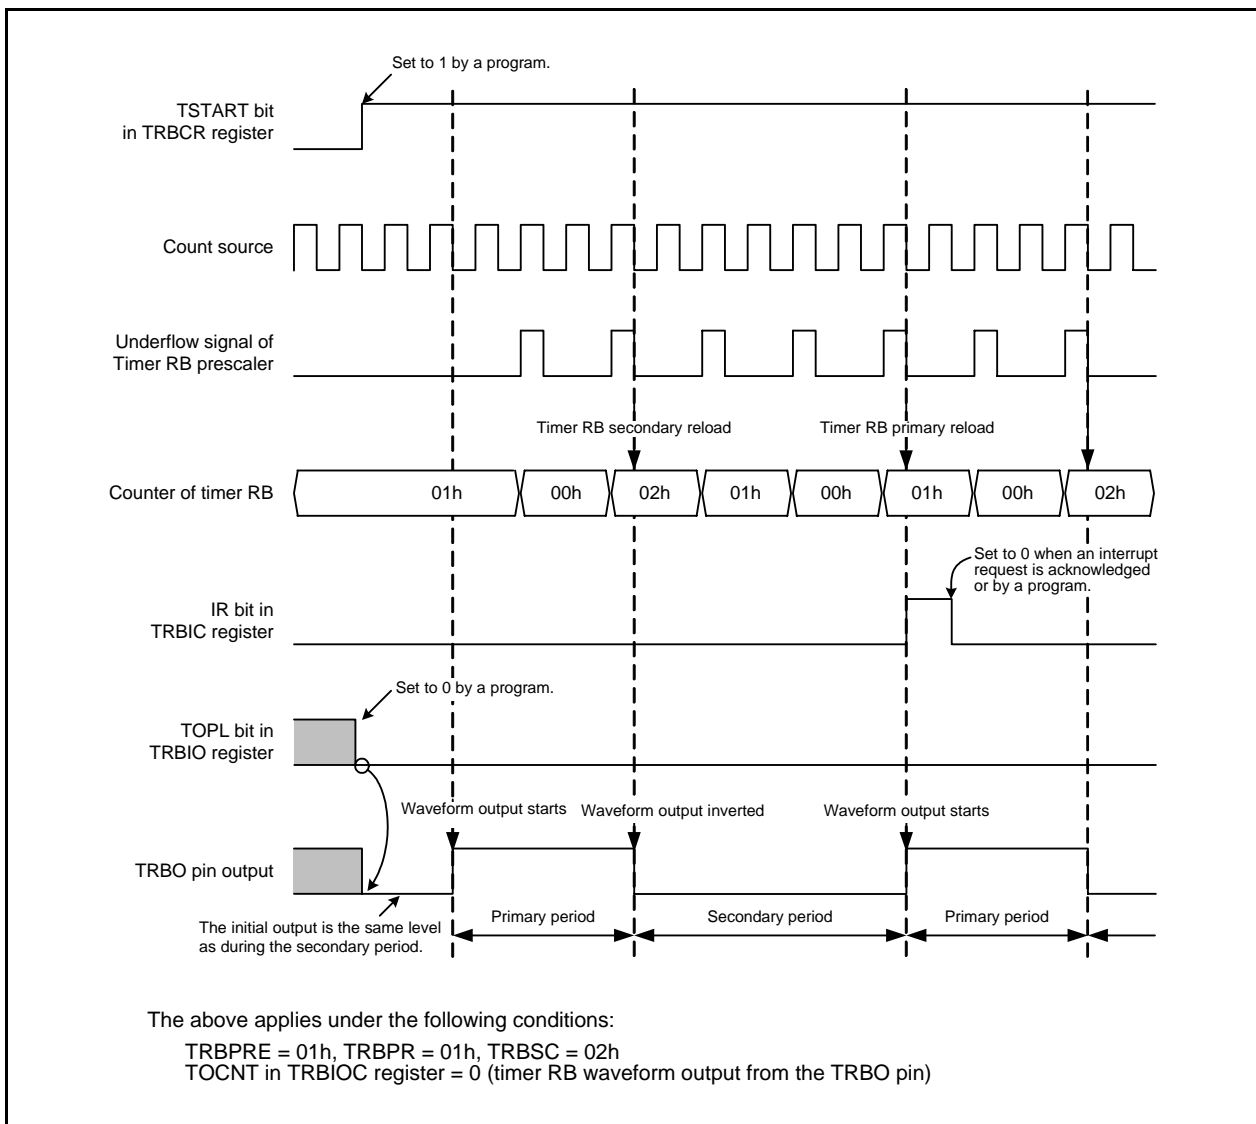 Set to 1 by a program.
TSTART bit
in TRBCR register
Count source
Underflow signal of
Timer RB prescaler
Timer RB secondary reload
Timer RB primary reload
Counter of timer RB
01h
00h
02h
01h
00h
01h
00h
02h
Set to 0 when an interrupt
request is acknowledged
or by a program.
IR bit in
TRBIC register
Set to 0 by a program.
TOPL bit in
TRBIO register
Waveform output starts
Waveform output inverted
Waveform output starts
TRBO pin output
The initial output is the same level
as during the secondary period.
Primary period
Secondary period
Primary period
The above applies under the following conditions:
TRBPRE = 01h, TRBPR = 01h, TRBSC = 02h
TOCNT in TRBIOC register = 0 (timer RB waveform output from the TRBO pin)